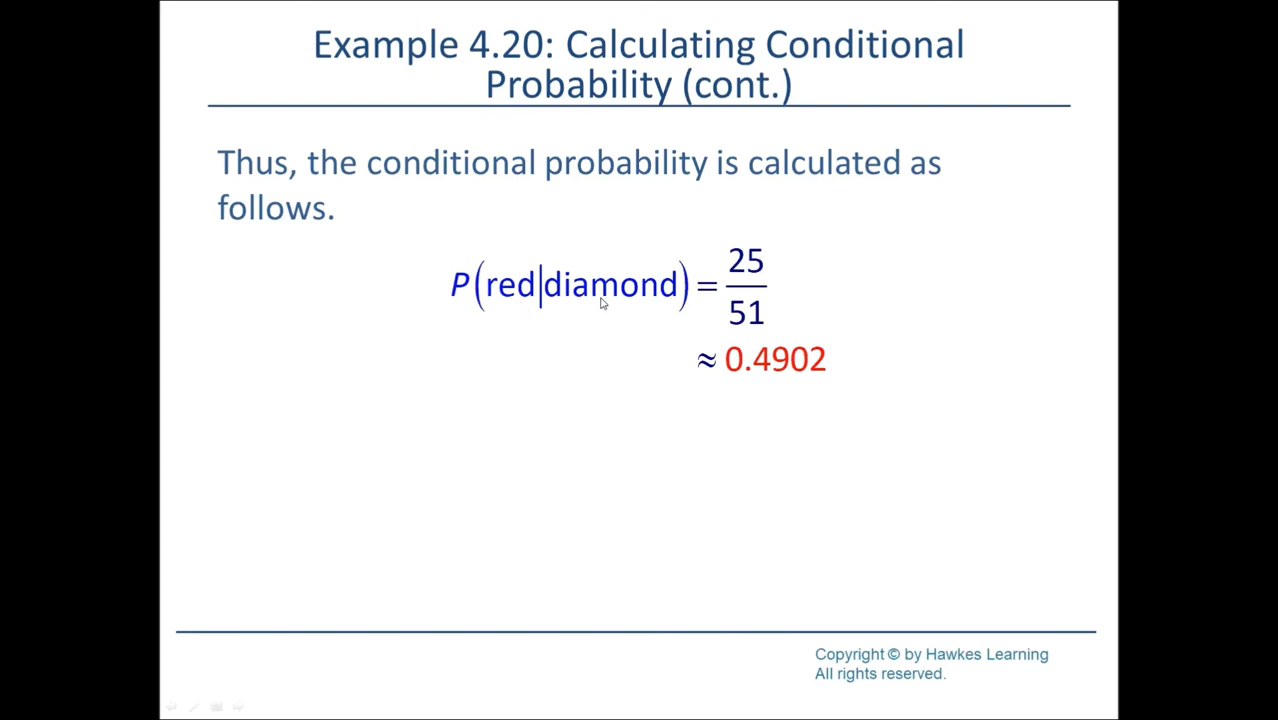 Example 4.20: Calculating Conditional
Probability (cont.)
Thus, the conditional probability is calculated as
follows.
P(red|diamond) = 25/51
≈ 0.4902
Copyright © by Hawkes Learning
All rights reserved.